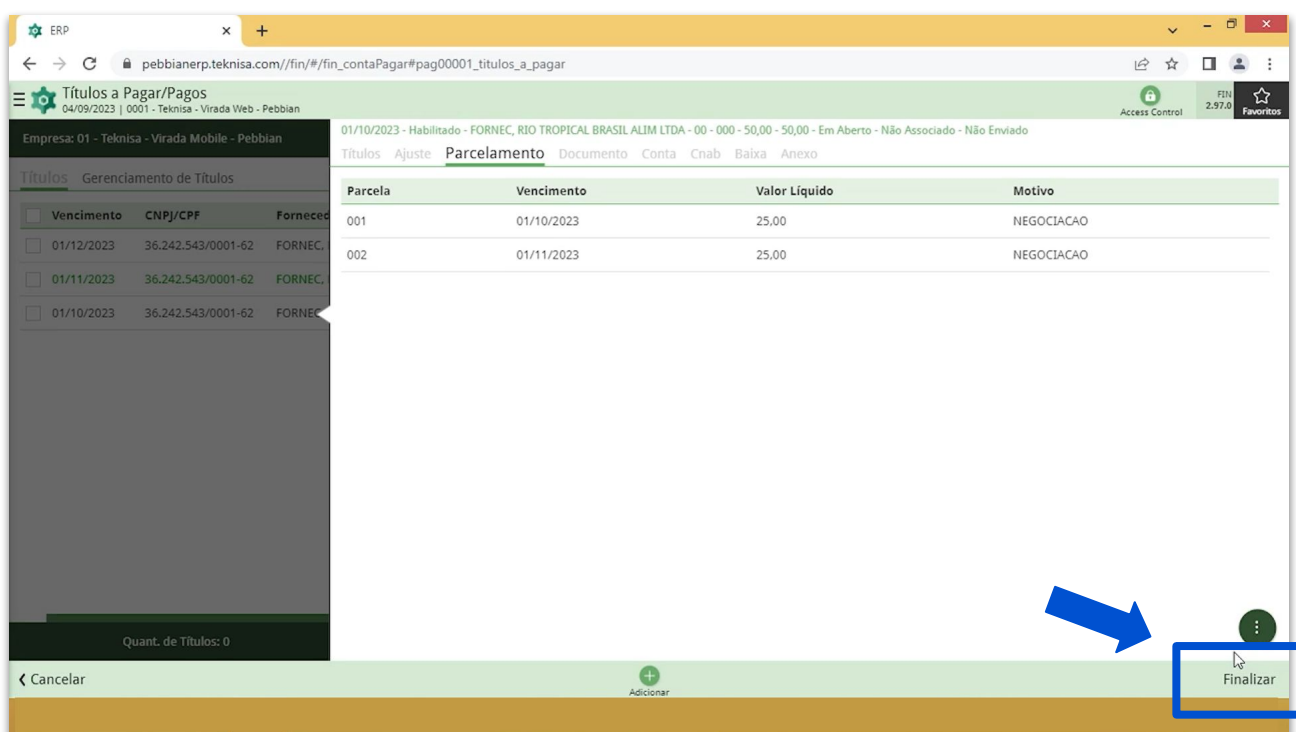 ERP
pebbianerp.teknisa.com//fin/#/fin_contaPagar#pag00001_titulos_a_pagar
Títulos a Pagar/Pagos
04/09/2023 | 0001 - Teknisa - Virada Web - Pebbian
Access Control
FIN
2.97.0
Favoritos
Empresa: 01 - Teknisa - Virada Mobile - Pebbian
Títulos Gerenciamento de Títulos
Vencimento CNPJ/CPF Forneced
01/12/2023 36.242.543/0001-62 FORNEC,
01/11/2023 36.242.543/0001-62 FORNEC,
01/10/2023 36.242.543/0001-62 FORNEC
Quant. de Títulos: 0
01/10/2023 - Habilitado - FORNEC, RIO TROPICAL BRASIL ALIM LTDA - 00 - 000 - 50,00 - 50,00 - Em Aberto - Não Associado - Não Enviado
Títulos Ajuste Parcelamento Documento Conta Cnab Baixa Anexo
Parcela Vencimento Valor Líquido Motivo
001 01/10/2023 25,00 NEGOCIACAO
002 01/11/2023 25,00 NEGOCIACAO
Cancelar
Adicionar
Finalizar